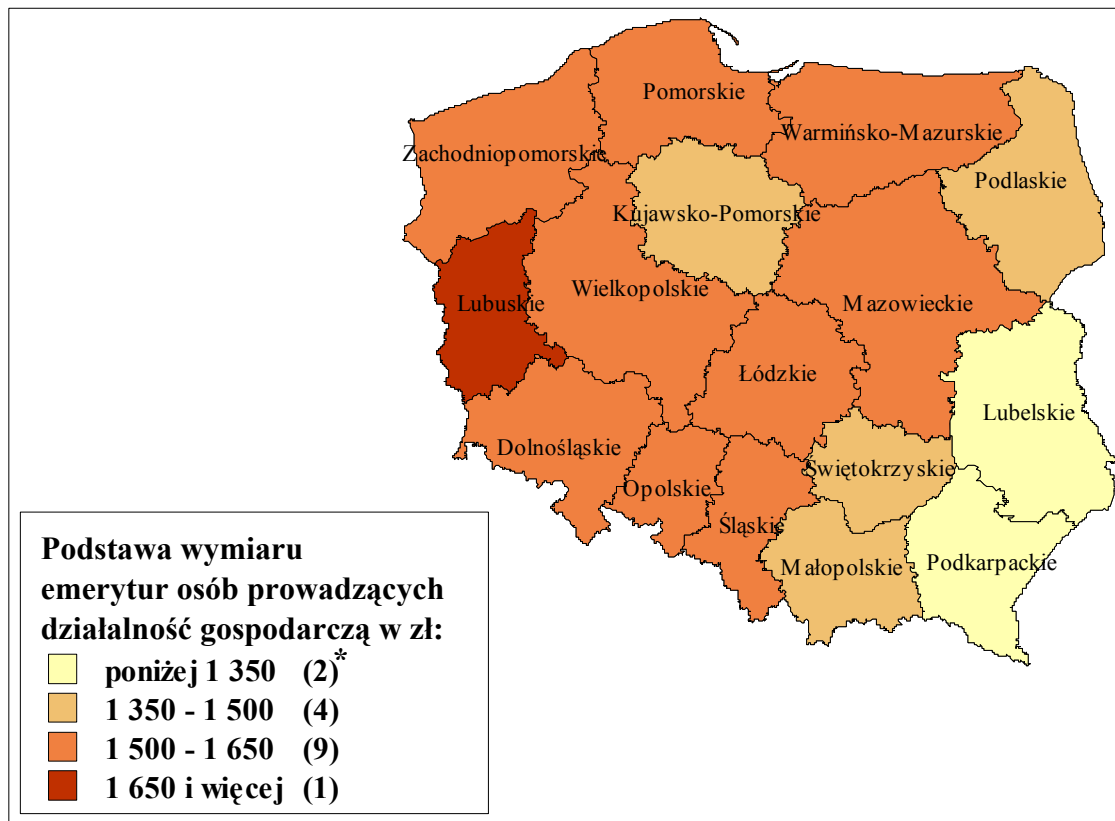 Pomorskie
Warmińsko-Mazurskie
Zachodniopomorskie
Podlaskie
Kujawsko-Pomorskie
Wielkopolskie
Mazowieckie
Lubuskie
Łódzkie
Lubelskie
Dolnośląskie
Świętokrzyskie
Opolskie
Śląskie
Małopolskie
Podkarpackie
Podstawa wymiaru
emerytur osób prowadzących
działalność gospodarczą w zł:
poniżej 1 350 (2)*
1 350 - 1 500 (4)
1 500 - 1 650 (9)
1 650 i więcej (1)